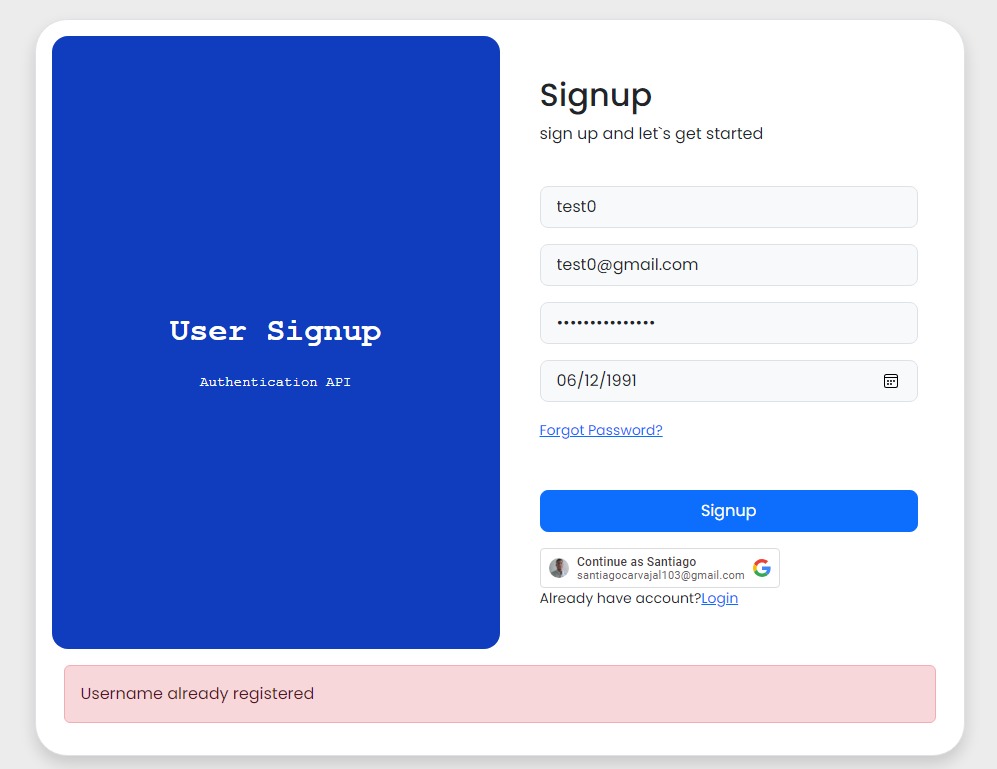 User Signup
Authentication API
Signup
sign up and let`s get started
test0
test0@gmail.com
•••••••••••••••
06/12/1991
Forgot Password?
Signup
Continue as Santiago
santiagocarvajal103@gmail.com
Already have account?Login
Username already registered